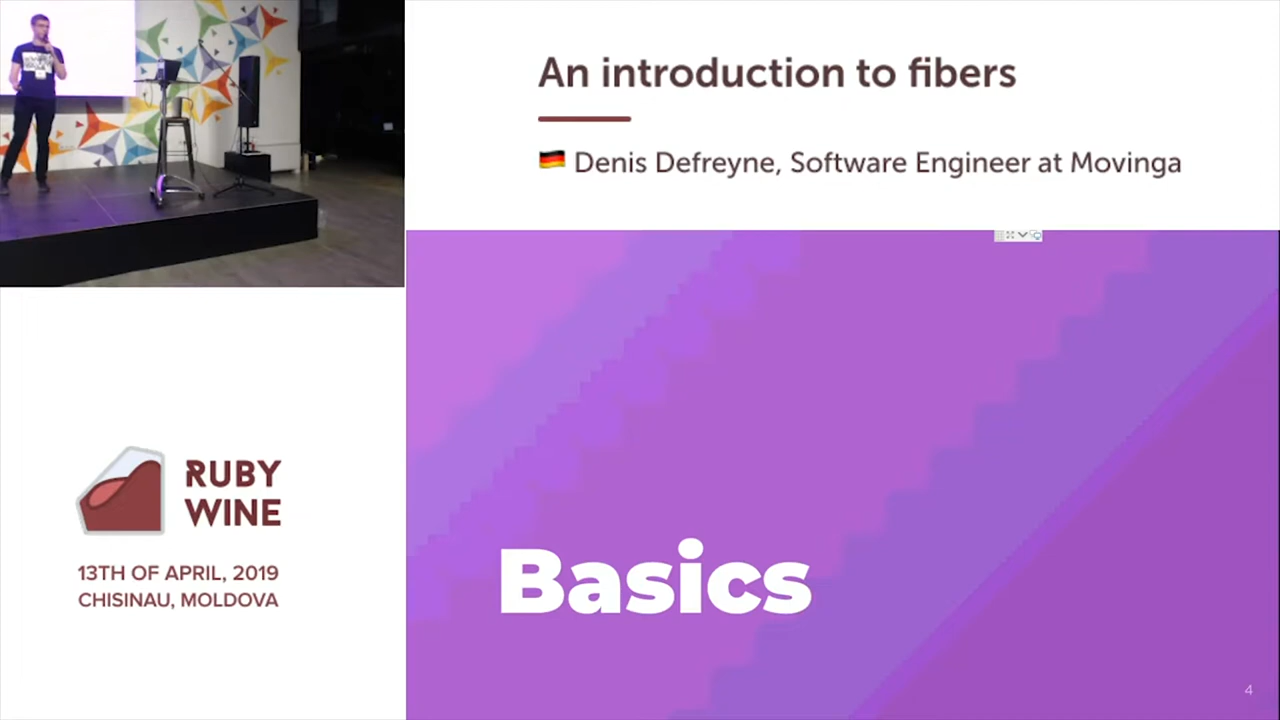 An introduction to fibers
🇩🇪 Denis Defreyne, Software Engineer at Movinga
RUBY
WINE
13TH OF APRIL, 2019
CHISINAU, MOLDOVA
Basics
4